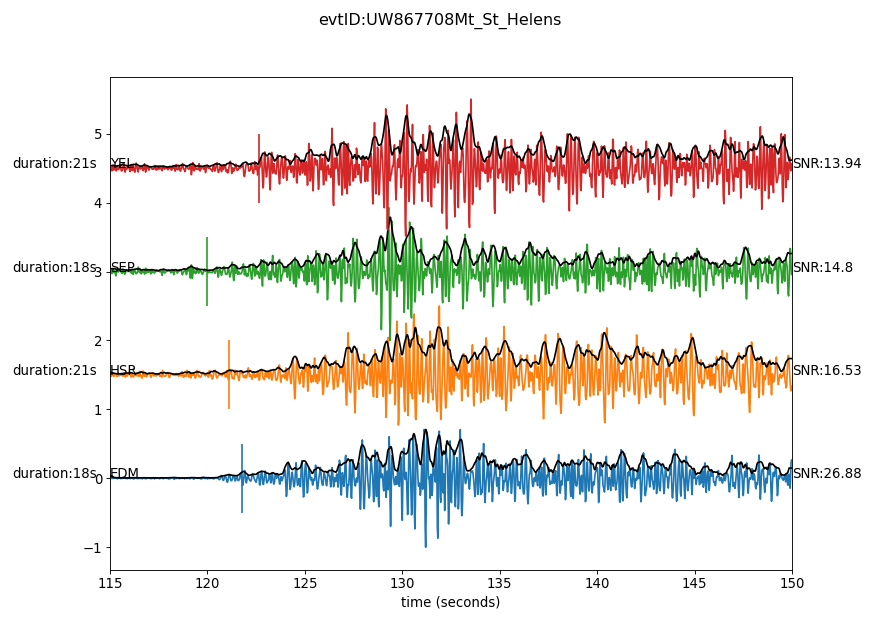 evtID:UW867708Mt_St_Helens
5
duration:21s YEL SNR:13.94
4
duration:18s SEP SNR:14.8
3
2
duration:21s HSR SNR:16.53
1
duration:18s EDM SNR:26.88
0
−1
115 120 125 130 135 140 145 150
time (seconds)